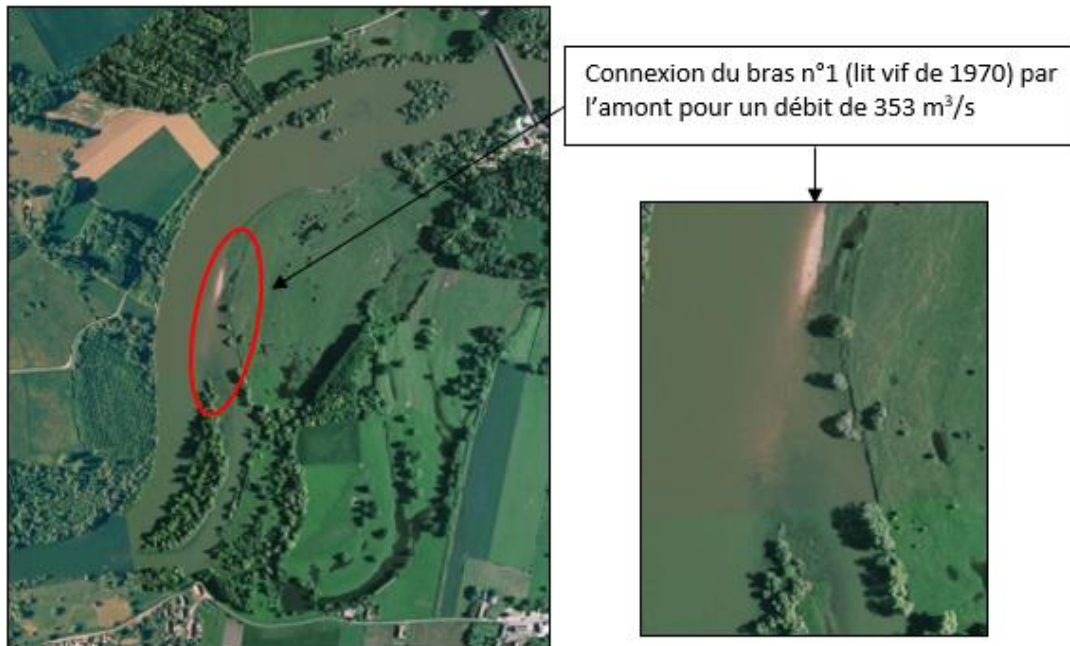 Connexion du bras n°1 (lit vif de 1970) par
l'amont pour un débit de 353 m³/s